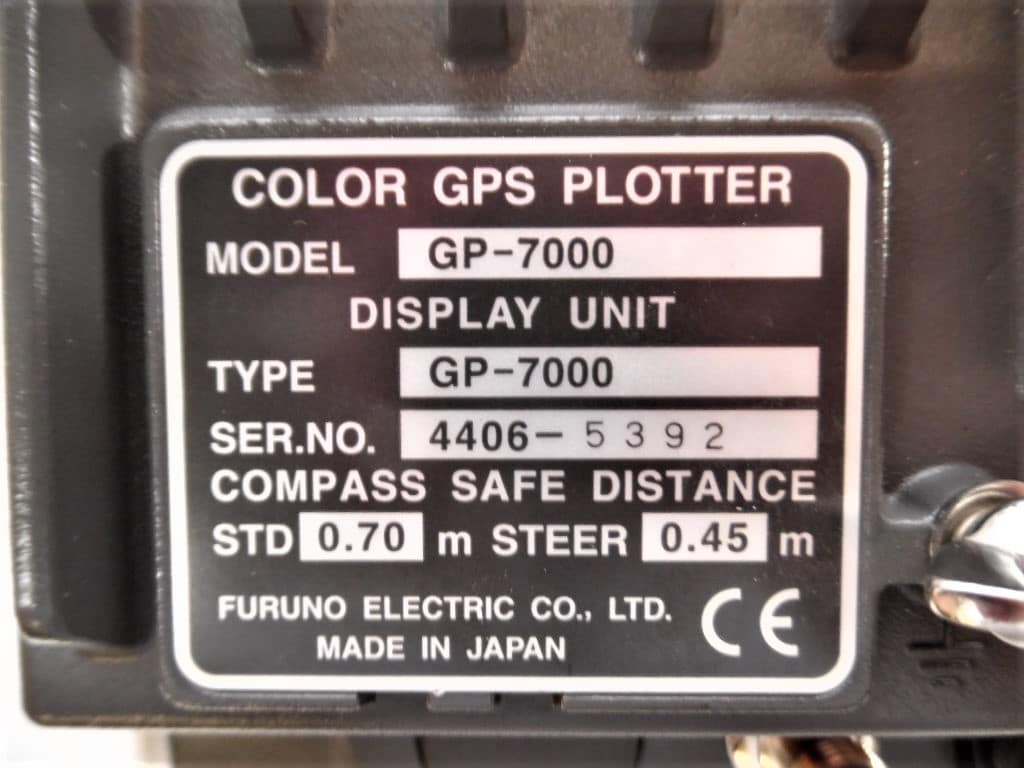 COLOR GPS PLOTTER
MODEL GP-7000
DISPLAY UNIT
TYPE GP-7000
SER.NO. 4406-5392
COMPASS SAFE DISTANCE
STD 0.70 m STEER 0.45 m
FURUNO ELECTRIC CO., LTD. CE
MADE IN JAPAN